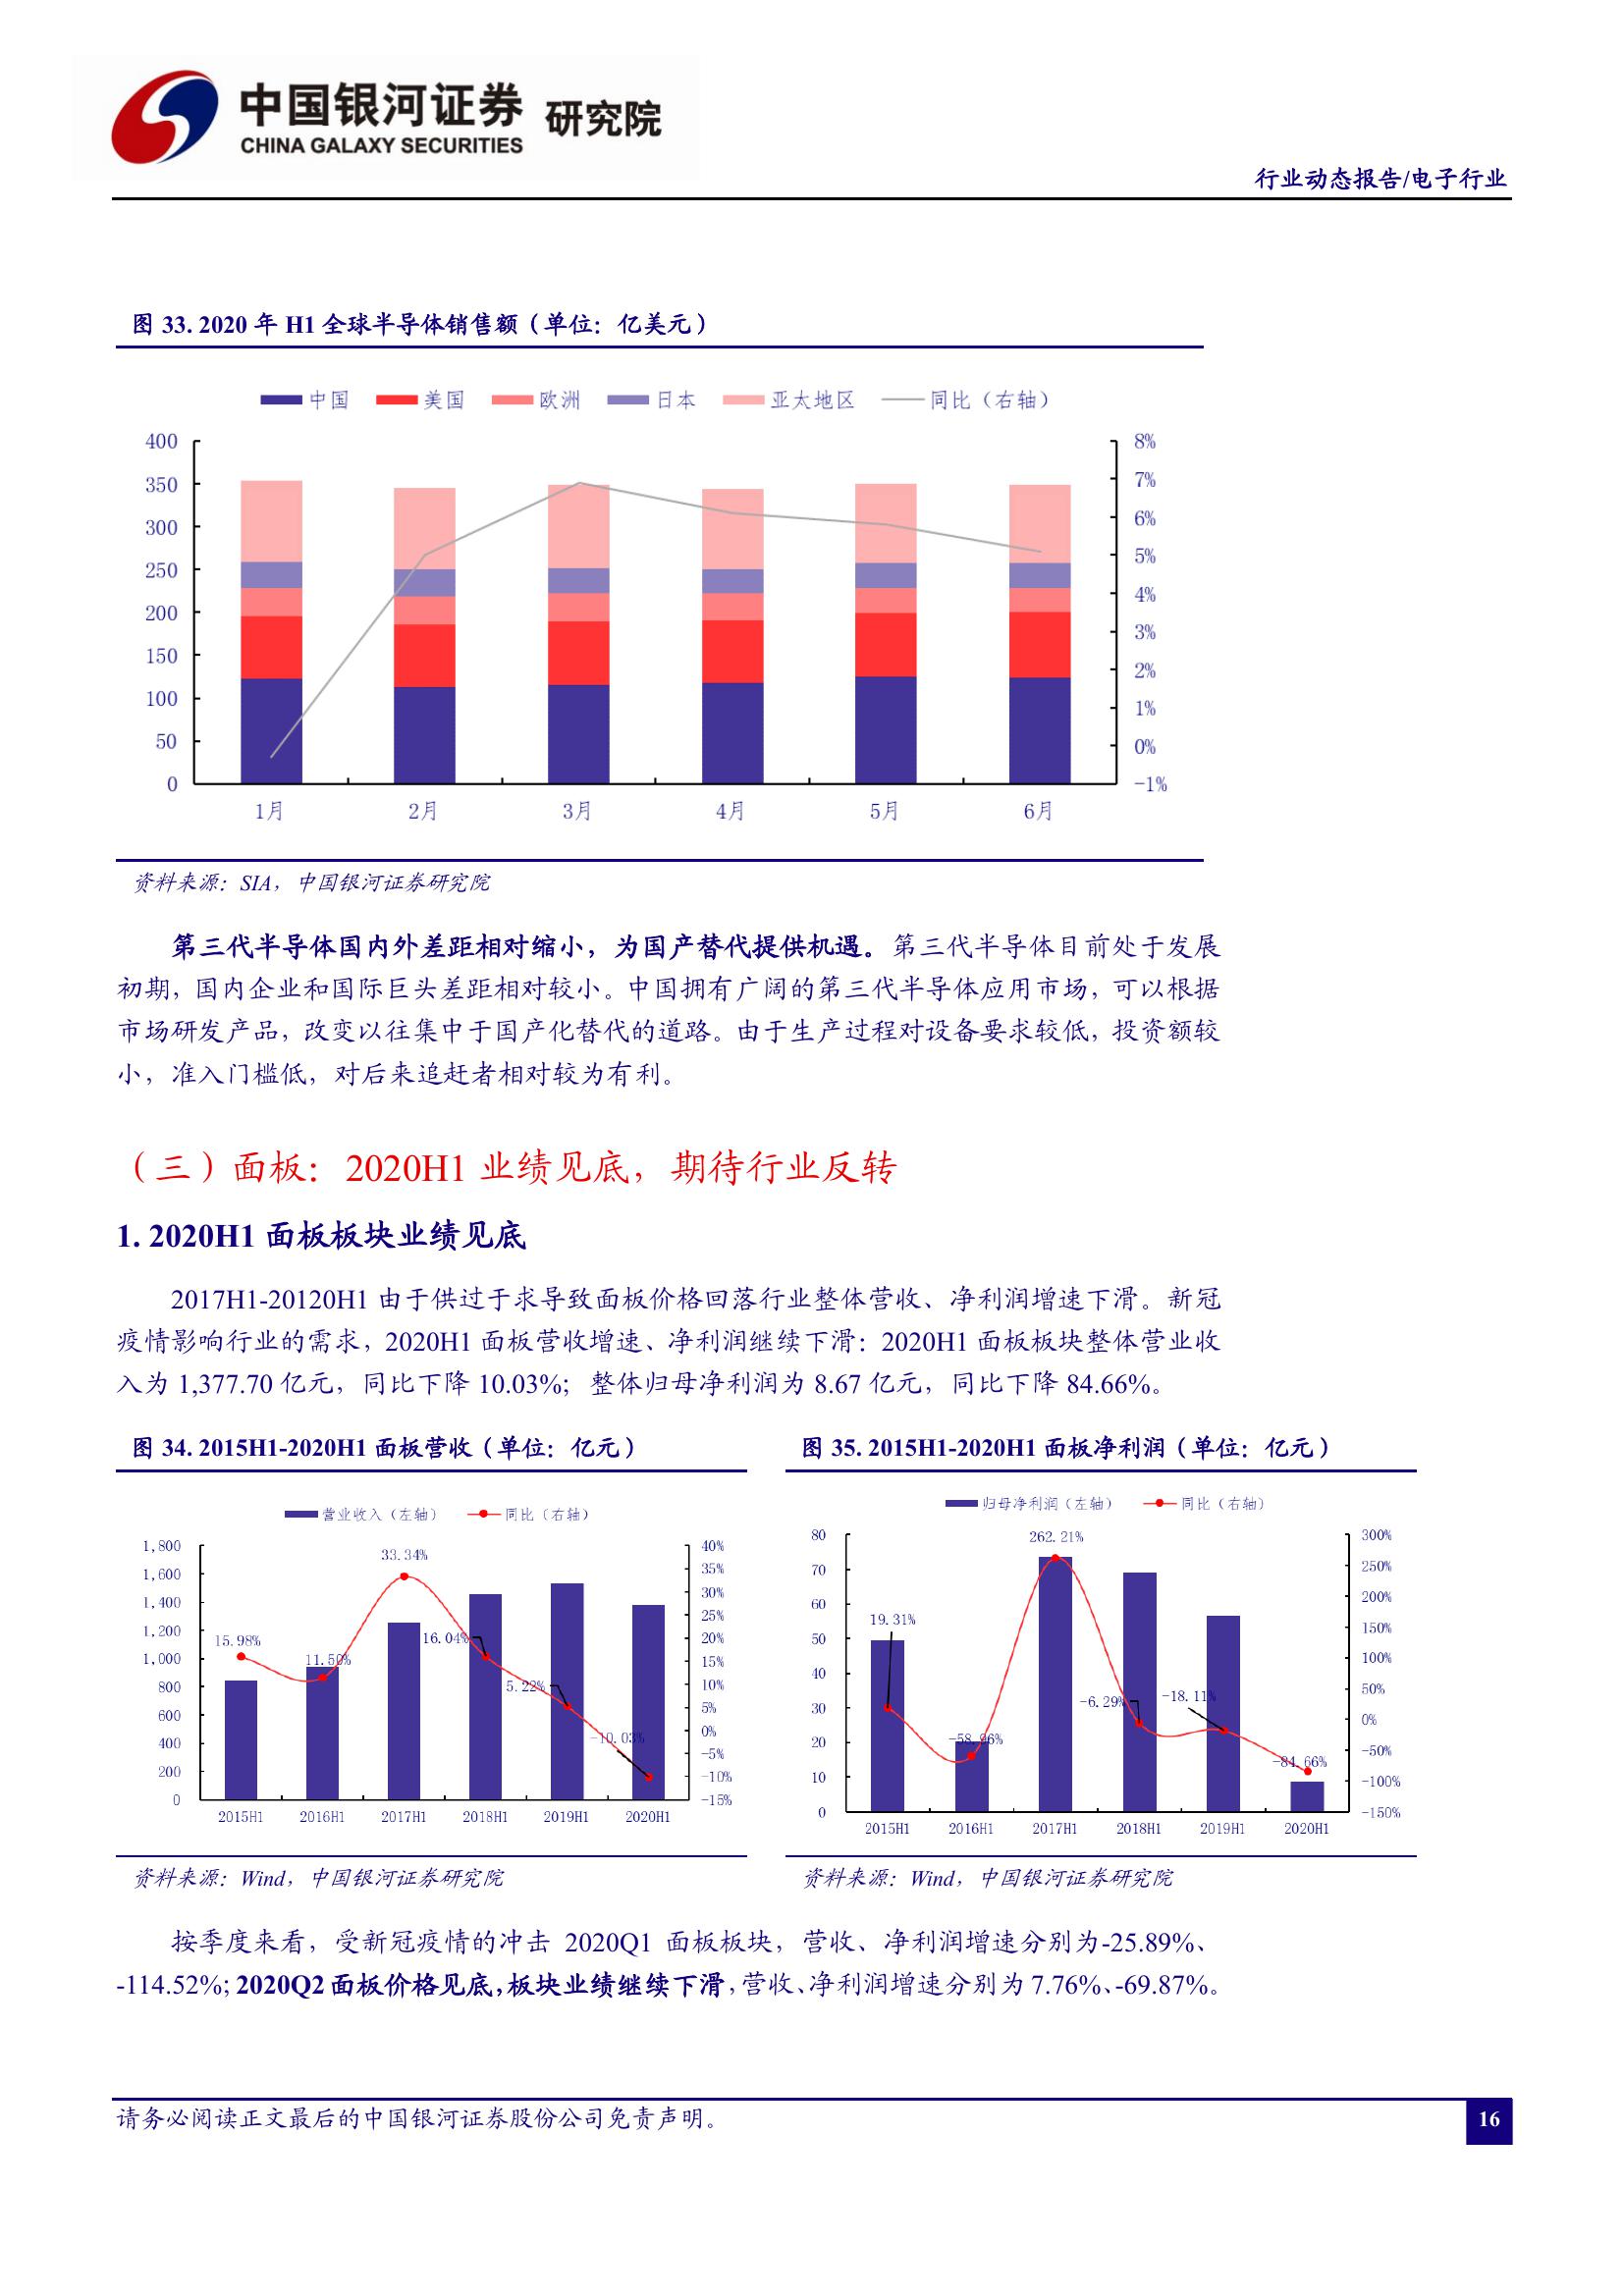 中国银河证券 研究院
CHINA GALAXY SECURITIES
行业动态报告/电子行业
图 33. 2020 年 H1 全球半导体销售额（单位：亿美元）
中国 美国 欧洲 日本 亚太地区 同比（右轴）
400 8%
350 7%
300 6%
250 5%
200 4%
150 3%
100 2%
50 1%
0 0%
-1%
1月 2月 3月 4月 5月 6月
资料来源：SIA，中国银河证券研究院
第三代半导体国内外差距相对缩小，为国产替代提供机遇。第三代半导体目前处于发展
初期，国内企业和国际巨头差距相对较小。中国拥有广阔的第三代半导体应用市场，可以根据
市场研发产品，改变以往集中于国产化替代的道路。由于生产过程对设备要求较低，投资额较
小，准入门槛低，对后来追赶者相对较为有利。
（三）面板：2020H1 业绩见底，期待行业反转
1. 2020H1 面板板块业绩见底
2017H1-20120H1 由于供过于求导致面板价格回落行业整体营收、净利润增速下滑。新冠
疫情影响行业的需求，2020H1 面板营收增速、净利润继续下滑：2020H1 面板板块整体营业收
入为 1,377.70 亿元，同比下降 10.03%；整体归母净利润为 8.67 亿元，同比下降 84.66%。
图 34. 2015H1-2020H1 面板营收（单位：亿元）
营业收入（左轴） 同比（右轴）
1,800 40%
1,600 35%
1,400 30%
1,200 25%
1,000 20%
800 15%
600 10%
400 5%
200 0%
0 -5%
-10%
-15%
15.98% 11.50% 33.34% 16.04% 5.22% -10.03%
2015H1 2016H1 2017H1 2018H1 2019H1 2020H1
资料来源：Wind，中国银河证券研究院
图 35. 2015H1-2020H1 面板净利润（单位：亿元）
归母净利润（左轴） 同比（右轴）
80 300%
70 250%
60 200%
50 150%
40 100%
30 50%
20 0%
10 -50%
0 -100%
-150%
19.31% -58.96% 262.21% -6.29% -18.11% -84.66%
2015H1 2016H1 2017H1 2018H1 2019H1 2020H1
资料来源：Wind，中国银河证券研究院
按季度来看，受新冠疫情的冲击 2020Q1 面板板块，营收、净利润增速分别为-25.89%、
-114.52%；2020Q2 面板价格见底，板块业绩继续下滑，营收、净利润增速分别为 7.76%、-69.87%。
请务必阅读正文最后的中国银河证券股份公司免责声明。
16